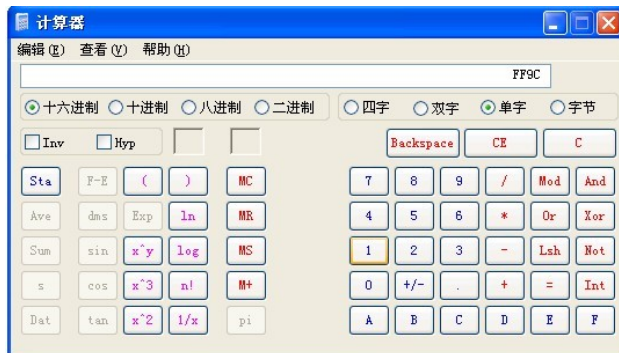 计算器
编辑(E) 查看(V) 帮助(H)
FF9C
十六进制 十进制 八进制 二进制 四字 双字 单字 字节
Inv Hyp Backspace CE C
Sta F-E ( ) MC 7 8 9 / Mod And
Ave dms Exp ln MR 4 5 6 * Or Xor
Sum sin x^y log MS 1 2 3 - Lsh Not
s cos x^3 n! M+ 0 +/- . + = Int
Dat tan x^2 1/x pi A B C D E F